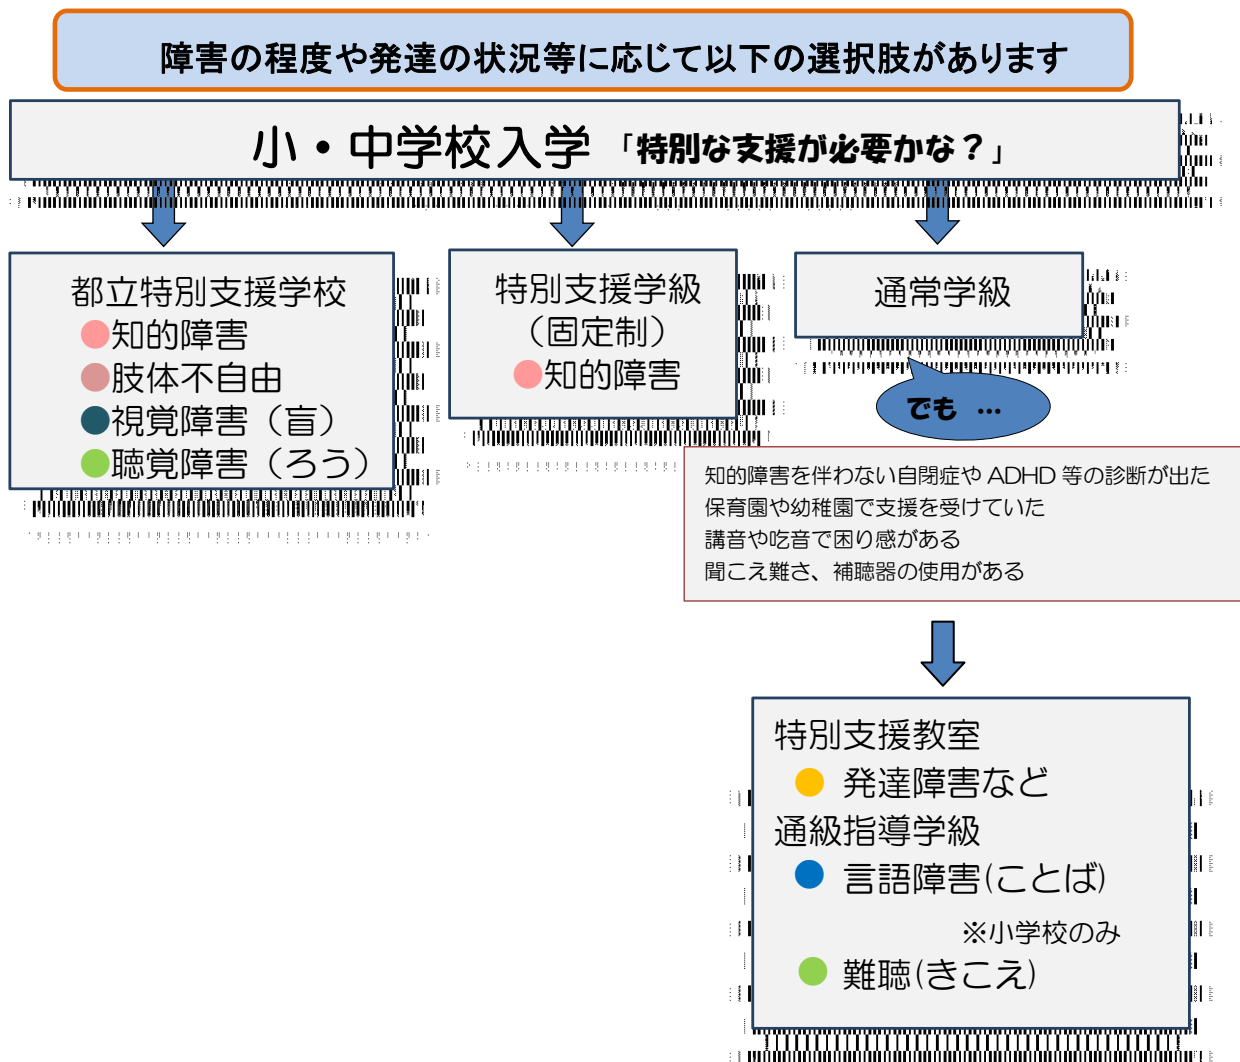 障害の程度や発達の状況等に応じて以下の選択肢があります
小・中学校入学 「特別な支援が必要かな？」
都立特別支援学校
●知的障害
●肢体不自由
●視覚障害（盲）
●聴覚障害（ろう）
特別支援学級
（固定制）
●知的障害
通常学級
でも …
知的障害を伴わない自閉症や ADHD 等の診断が出た
保育園や幼稚園で支援を受けていた
講音や吃音で困り感がある
聞こえ難さ、補聴器の使用がある
特別支援教室
● 発達障害など
通級指導学級
● 言語障害(ことば)
※小学校のみ
● 難聴(きこえ)